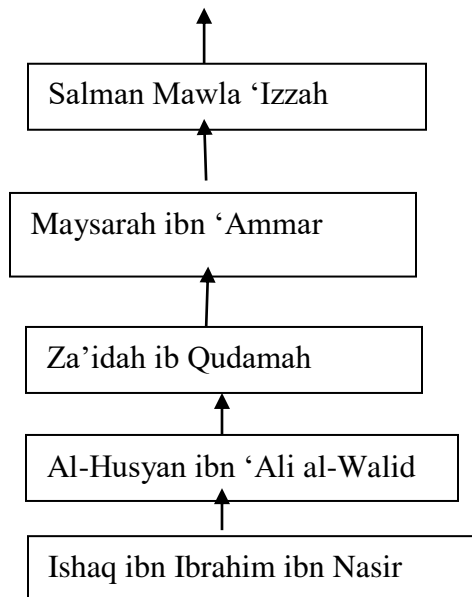 Salman Mawla ‘Izzah
Maysarah ibn ‘Ammar
Za’idah ib Qudamah
Al-Husyan ibn ‘Ali al-Walid
Ishaq ibn Ibrahim ibn Nasir